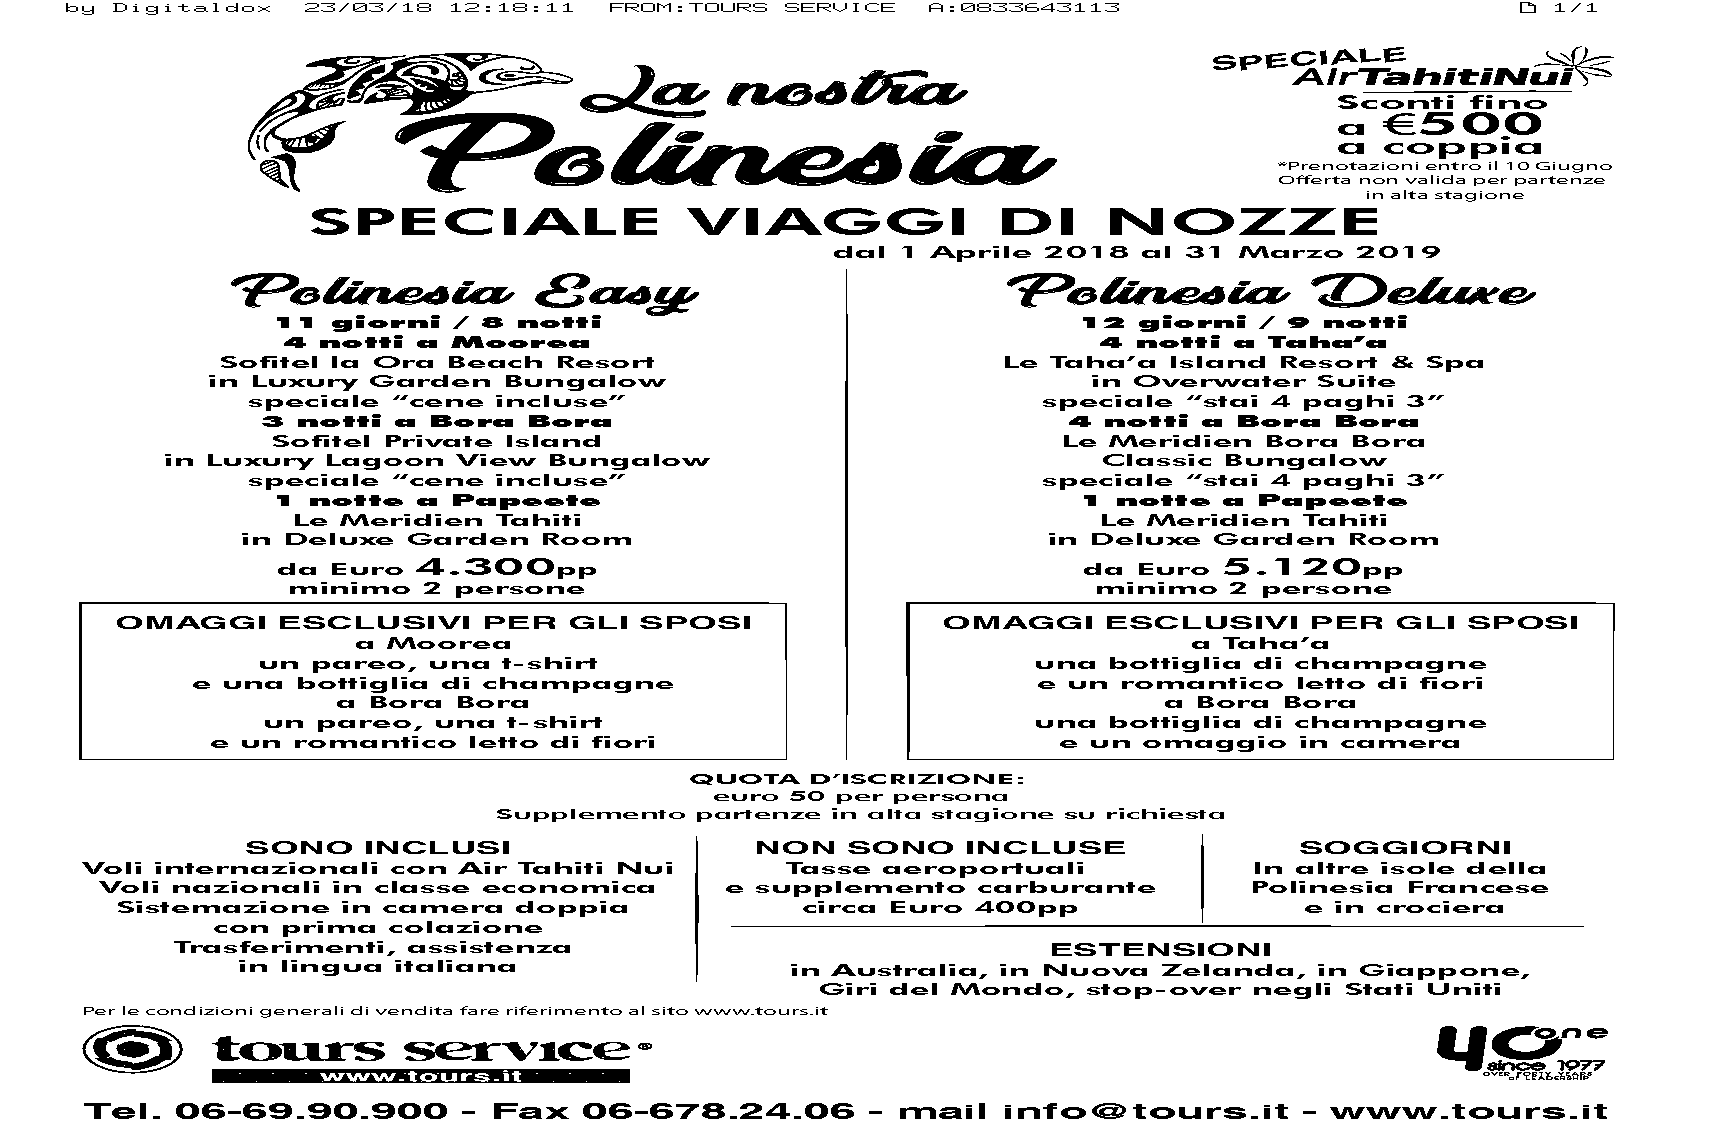 by Digitaldox 23/03/18 12:18:11 FROM:TOURS SERVICE A:0833643113 1/1
La nostra
Polinesia
SPECIALE
AirTahitiNui
Sconti fino
a €500
a coppia
*Prenotazioni entro il 10 Giugno
Offerta non valida per partenze
in alta stagione
SPECIALE VIAGGI DI NOZZE
dal 1 Aprile 2018 al 31 Marzo 2019
Polinesia Easy
11 giorni / 8 notti
4 notti a Moorea
Sofitel la Ora Beach Resort
in Luxury Garden Bungalow
speciale “cene incluse”
3 notti a Bora Bora
Sofitel Private Island
in Luxury Lagoon View Bungalow
speciale “cene incluse”
1 notte a Papeete
Le Meridien Tahiti
in Deluxe Garden Room
da Euro 4.300pp
minimo 2 persone
OMAGGI ESCLUSIVI PER GLI SPOSI
a Moorea
un pareo, una t-shirt
e una bottiglia di champagne
a Bora Bora
un pareo, una t-shirt
e un romantico letto di fiori
Polinesia Deluxe
12 giorni / 9 notti
4 notti a Taha’a
Le Taha’a Island Resort & Spa
in Overwater Suite
speciale “stai 4 paghi 3”
4 notti a Bora Bora
Le Meridien Bora Bora
Classic Bungalow
speciale “stai 4 paghi 3”
1 notte a Papeete
Le Meridien Tahiti
in Deluxe Garden Room
da Euro 5.120pp
minimo 2 persone
OMAGGI ESCLUSIVI PER GLI SPOSI
a Taha’a
una bottiglia di champagne
e un romantico letto di fiori
a Bora Bora
una bottiglia di champagne
e un omaggio in camera
QUOTA D’ISCRIZIONE:
euro 50 per persona
Supplemento partenze in alta stagione su richiesta
SONO INCLUSI
Voli internazionali con Air Tahiti Nui
Voli nazionali in classe economica
Sistemazione in camera doppia
con prima colazione
Trasferimenti, assistenza
in lingua italiana
NON SONO INCLUSE
Tasse aeroportuali
e supplemento carburante
circa Euro 400pp
SOGGIORNI
In altre isole della
Polinesia Francese
e in crociera
ESTENSIONI
in Australia, in Nuova Zelanda, in Giappone,
Giri del Mondo, stop-over negli Stati Uniti
Per le condizioni generali di vendita fare riferimento al sito www.tours.it
tours service®
www.tours.it
40one
since 1977
OVER FORTY YEARS
OF LEADERSHIP
Tel. 06-69.90.900 - Fax 06-678.24.06 - mail info@tours.it - www.tours.it